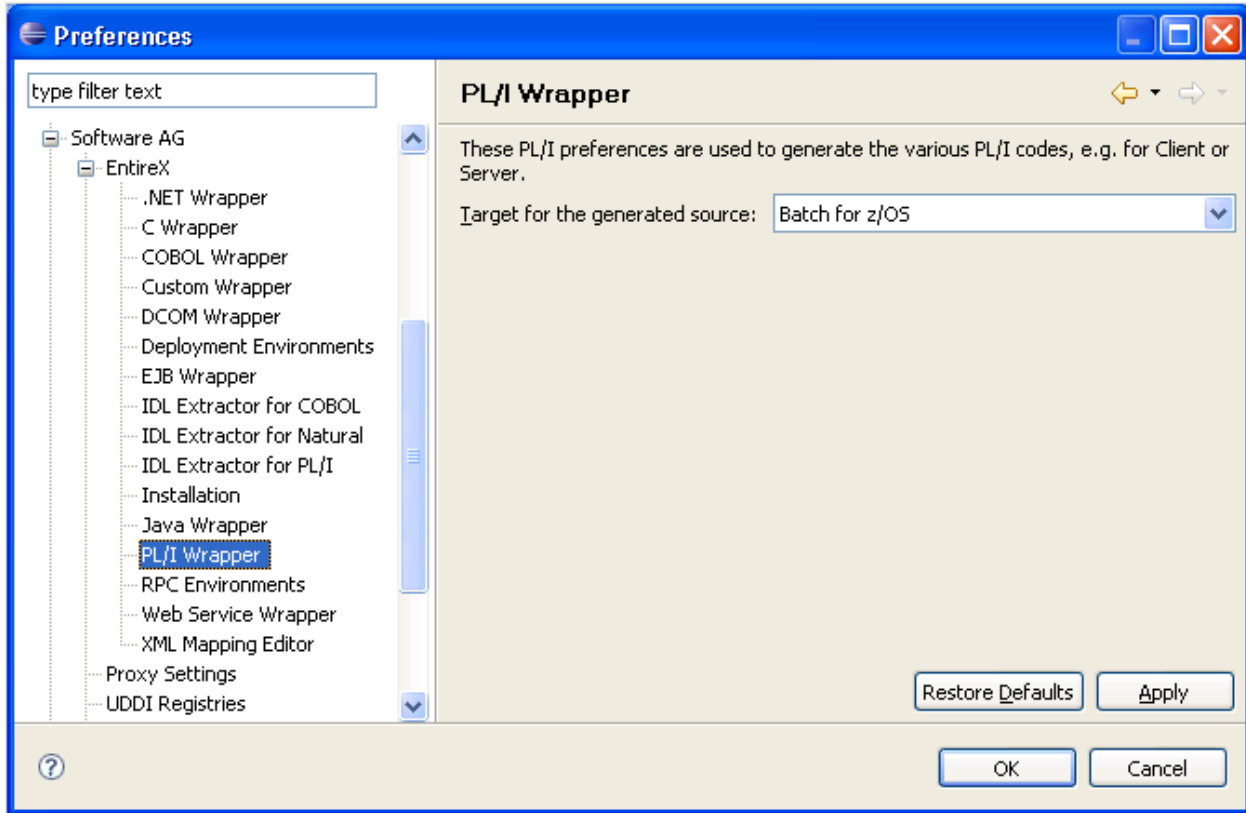 Preferences
type filter text
Software AG
EntireX
.NET Wrapper
C Wrapper
COBOL Wrapper
Custom Wrapper
DCOM Wrapper
Deployment Environments
EJB Wrapper
IDL Extractor for COBOL
IDL Extractor for Natural
IDL Extractor for PL/I
Installation
Java Wrapper
PL/I Wrapper
RPC Environments
Web Service Wrapper
XML Mapping Editor
Proxy Settings
UDDI Registries
PL/I Wrapper
These PL/I preferences are used to generate the various PL/I codes, e.g. for Client or
Server.
Target for the generated source: Batch for z/OS
Restore Defaults Apply
? OK Cancel